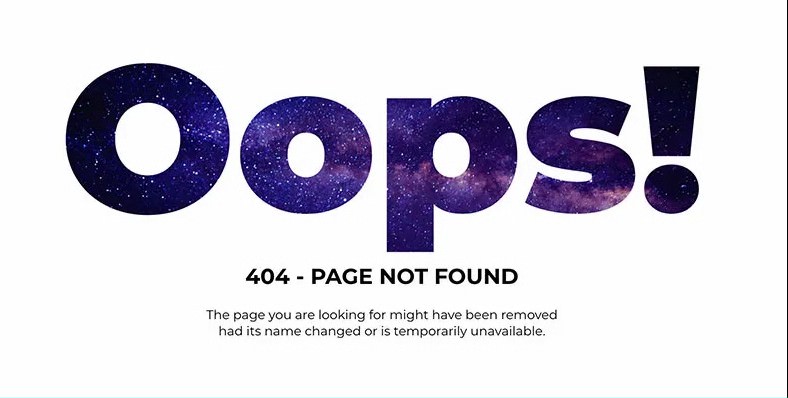 Oops!
404 - PAGE NOT FOUND
The page you are looking for might have been removed
had its name changed or is temporarily unavailable.